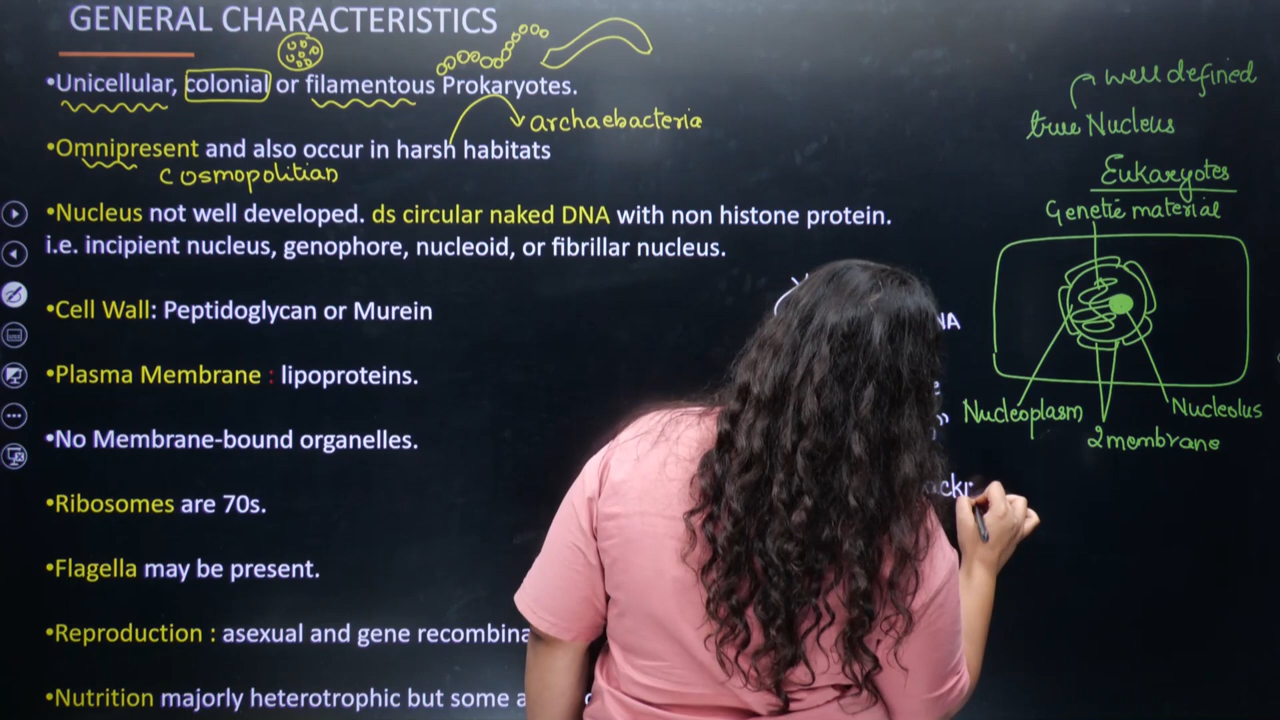 GENERAL CHARACTERISTICS
•Unicellular, colonial or filamentous Prokaryotes.
archaebacteria
•Omnipresent and also occur in harsh habitats
cosmopolitian
•Nucleus not well developed. ds circular naked DNA with non histone protein.
i.e. incipient nucleus, genophore, nucleoid, or fibrillar nucleus.
•Cell Wall: Peptidoglycan or Murein
•Plasma Membrane : lipoproteins.
•No Membrane-bound organelles.
•Ribosomes are 70s.
•Flagella may be present.
•Reproduction : asexual and gene
•Nutrition majorly heterotrophic but some
well defined
true Nucleus
Eukaryotes
Genetic material
Nucleoplasm
Nucleolus
2membrane